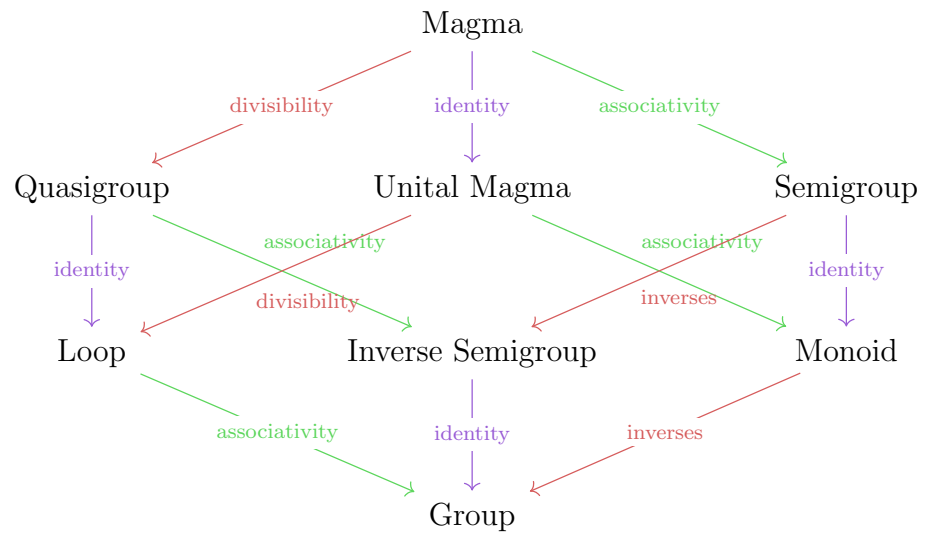 Magma
divisibility
identity
associativity
Quasigroup
Unital Magma
Semigroup
associativity
associativity
identity
identity
divisibility
inverses
Loop
Inverse Semigroup
Monoid
associativity
identity
inverses
Group